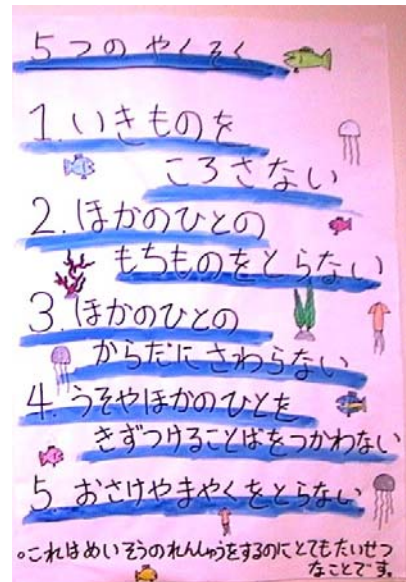 5つの やくそく
1. いきものを
ころさない
2. ほかのひとの
もちものをとらない
3. ほかのひとの
からだにさわらない
4. うそやほかのひとを
きずつけることばをつかわない
5 おさけやまやくをとらない
。これはめいそうのれんしゅうをするのにとてもたいせつ
なことです。